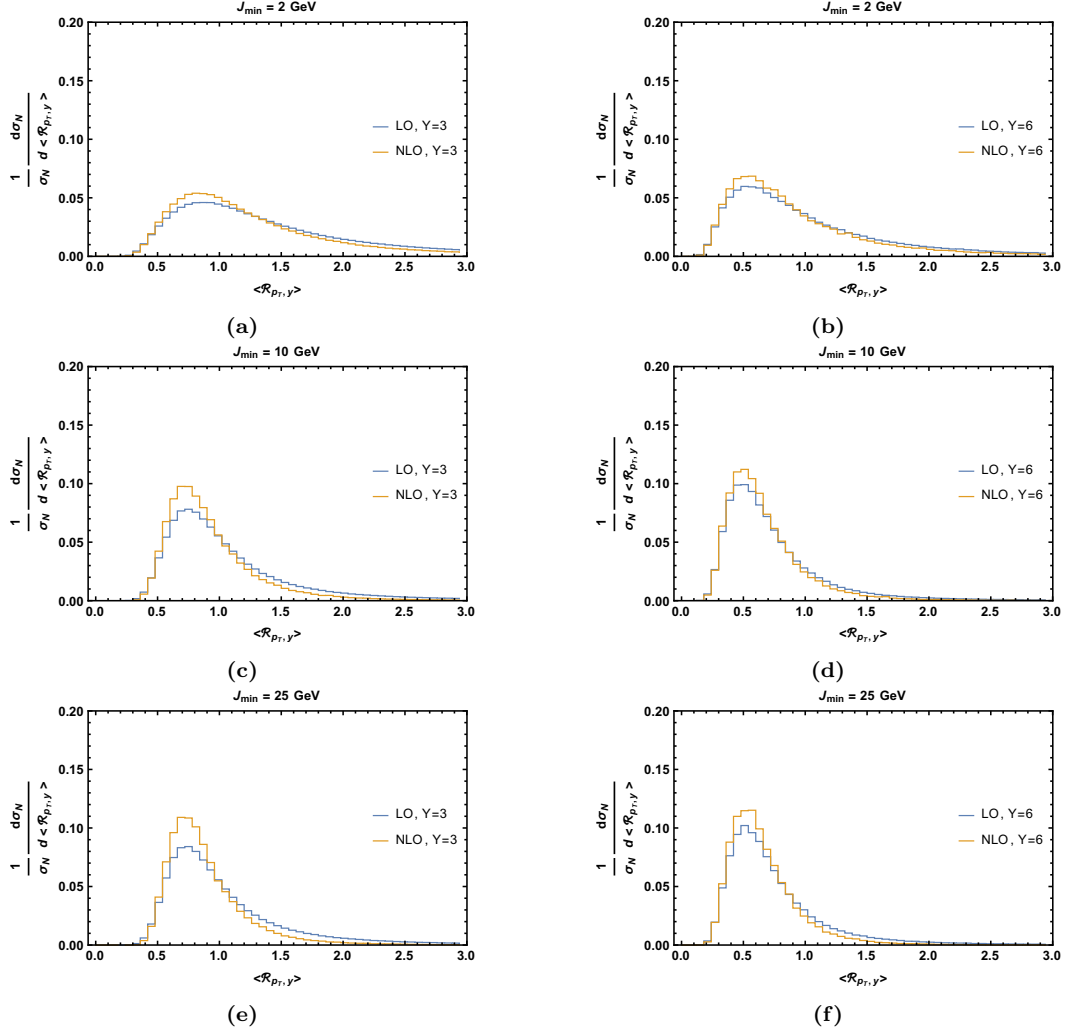 J_min = 2 GeV
0.20
0.15
0.10
0.05
0.00
1/σ_N dσ_N/d <ℛ_{p_T, y}>
LO, Y=3
NLO, Y=3
0.0 0.5 1.0 1.5 2.0 2.5 3.0
<ℛ_{p_T, y}>
(a)
J_min = 2 GeV
0.20
0.15
0.10
0.05
0.00
1/σ_N dσ_N/d <ℛ_{p_T, y}>
LO, Y=6
NLO, Y=6
0.0 0.5 1.0 1.5 2.0 2.5 3.0
<ℛ_{p_T, y}>
(b)
J_min = 10 GeV
0.20
0.15
0.10
0.05
0.00
1/σ_N dσ_N/d <ℛ_{p_T, y}>
LO, Y=3
NLO, Y=3
0.0 0.5 1.0 1.5 2.0 2.5 3.0
<ℛ_{p_T, y}>
(c)
J_min = 10 GeV
0.20
0.15
0.10
0.05
0.00
1/σ_N dσ_N/d <ℛ_{p_T, y}>
LO, Y=6
NLO, Y=6
0.0 0.5 1.0 1.5 2.0 2.5 3.0
<ℛ_{p_T, y}>
(d)
J_min = 25 GeV
0.20
0.15
0.10
0.05
0.00
1/σ_N dσ_N/d <ℛ_{p_T, y}>
LO, Y=3
NLO, Y=3
0.0 0.5 1.0 1.5 2.0 2.5 3.0
<ℛ_{p_T, y}>
(e)
J_min = 25 GeV
0.20
0.15
0.10
0.05
0.00
1/σ_N dσ_N/d <ℛ_{p_T, y}>
LO, Y=6
NLO, Y=6
0.0 0.5 1.0 1.5 2.0 2.5 3.0
<ℛ_{p_T, y}>
(f)